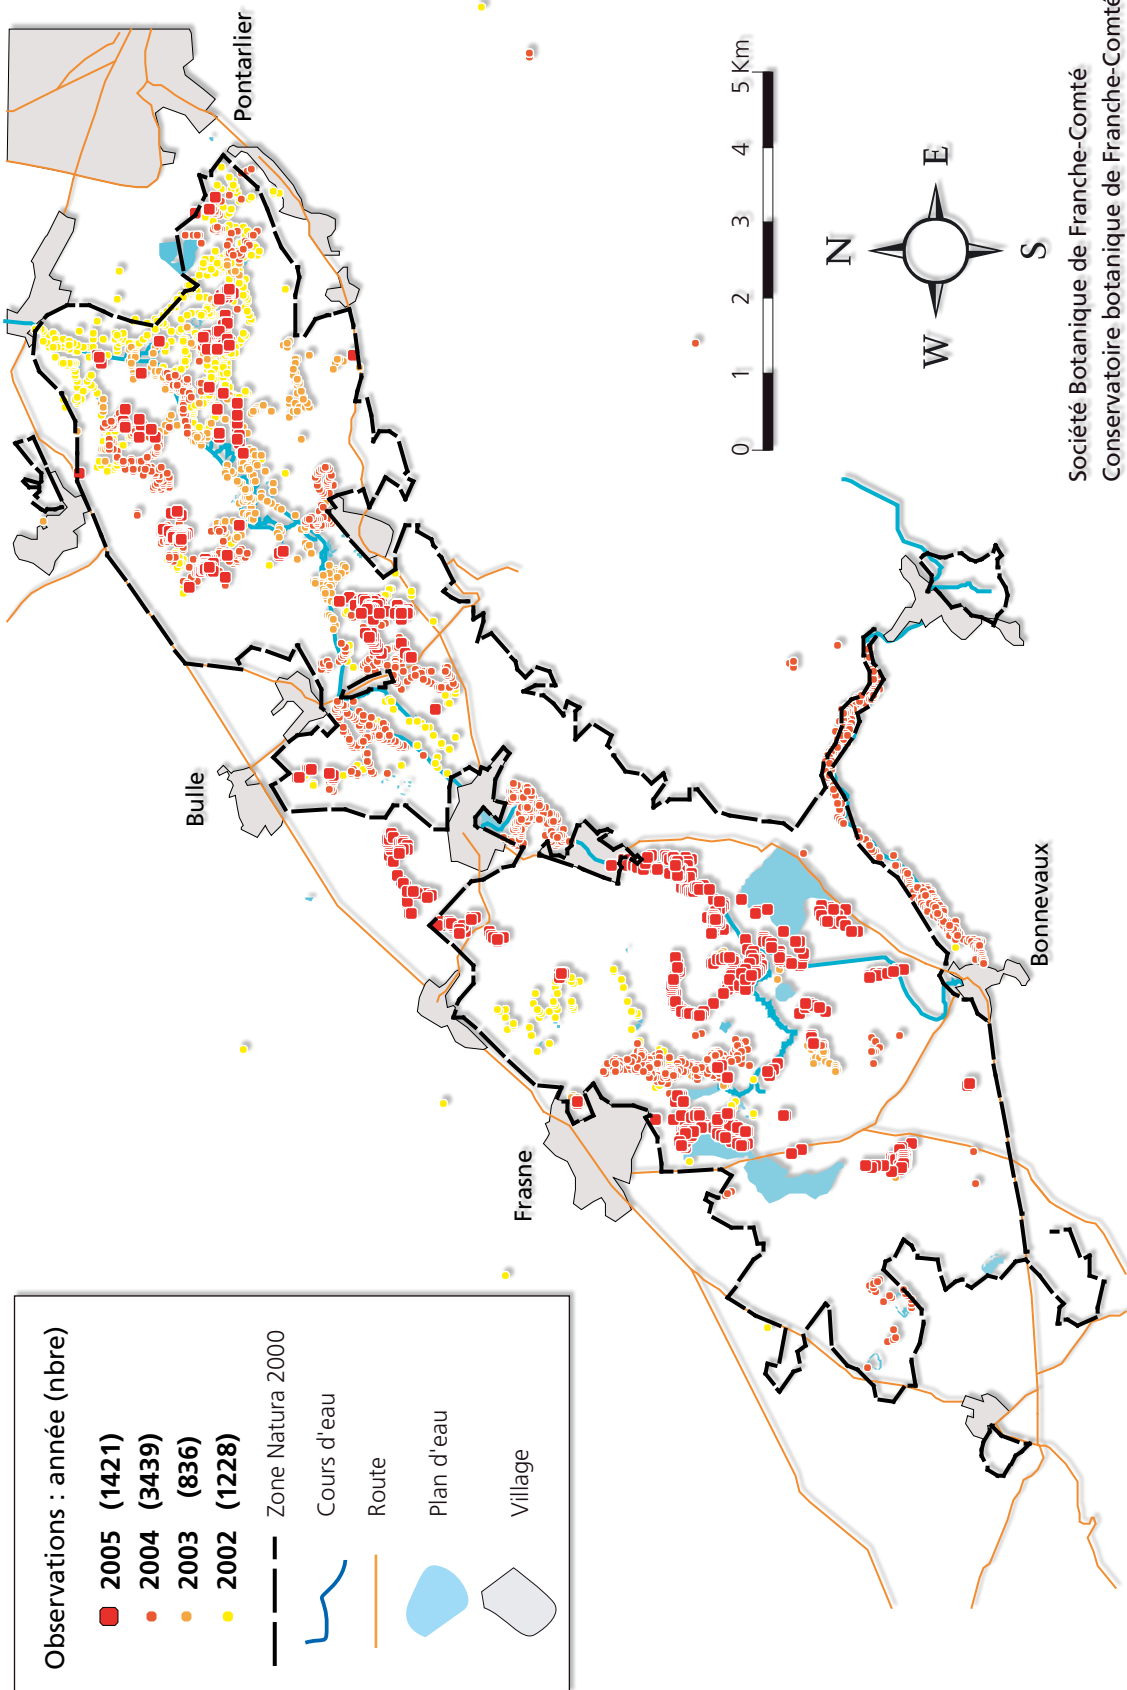 Observations : année (nbre)
2005 (1421)
2004 (3439)
2003 (836)
2002 (1228)
Zone Natura 2000
Cours d'eau
Route
Plan d'eau
Village
Frasne
Bulle
Pontarlier
Bonnevaux
0 1 2 3 4 5 Km
N
W E
S
Société Botanique de Franche-Comté
Conservatoire botanique de Franche-Comté